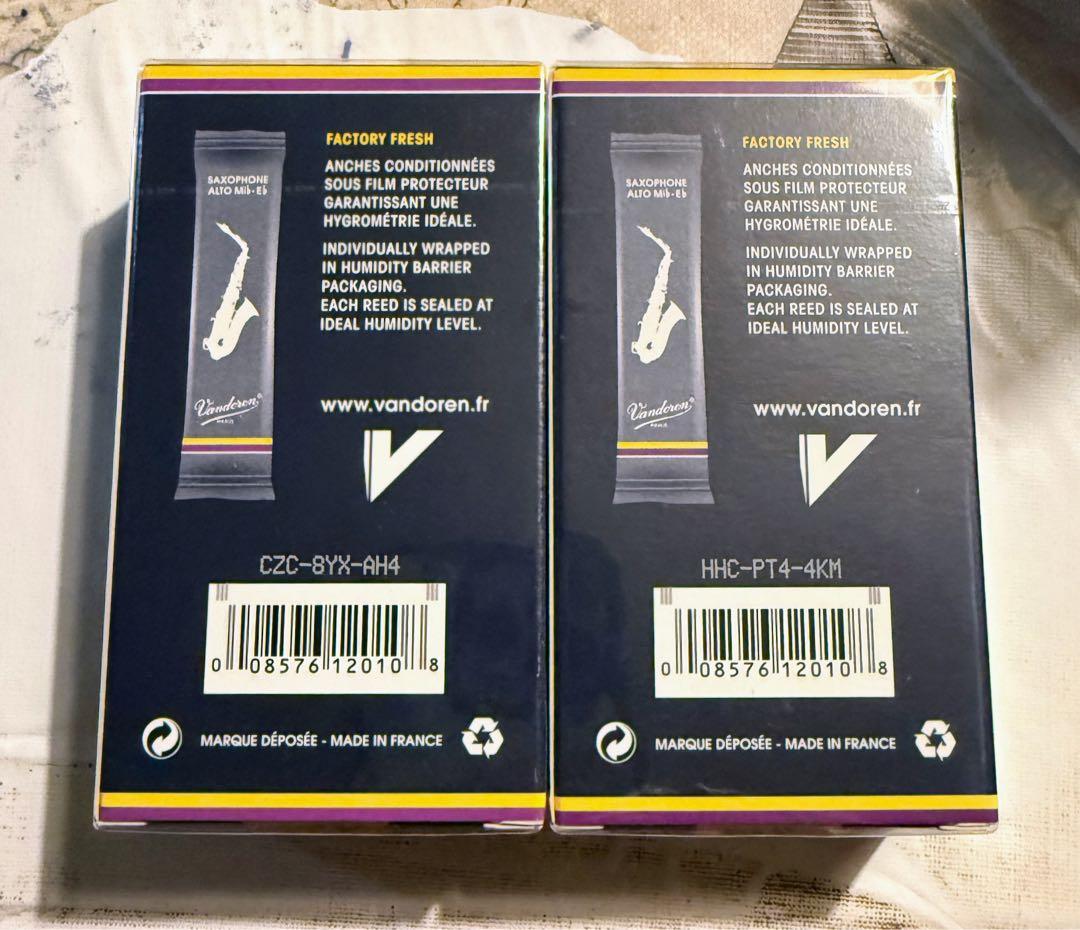 SAXOPHONE
ALTO Mib-Eb
Vandoren
PARIS
FACTORY FRESH
ANCHES CONDITIONNÉES
SOUS FILM PROTECTEUR
GARANTISSANT UNE
HYGROMÉTRIE IDÉALE.
INDIVIDUALLY WRAPPED
IN HUMIDITY BARRIER
PACKAGING.
EACH REED IS SEALED AT
IDEAL HUMIDITY LEVEL.
www.vandoren.fr
V
CZC-8YX-AH4
0 08576 12010 8
MARQUE DÉPOSÉE - MADE IN FRANCE
SAXOPHONE
ALTO Mib-Eb
Vandoren
PARIS
FACTORY FRESH
ANCHES CONDITIONNÉES
SOUS FILM PROTECTEUR
GARANTISSANT UNE
HYGROMÉTRIE IDÉALE.
INDIVIDUALLY WRAPPED
IN HUMIDITY BARRIER
PACKAGING.
EACH REED IS SEALED AT
IDEAL HUMIDITY LEVEL.
www.vandoren.fr
V
HHC-PT4-4KM
0 08576 12010 8
MARQUE DÉPOSÉE - MADE IN FRANCE